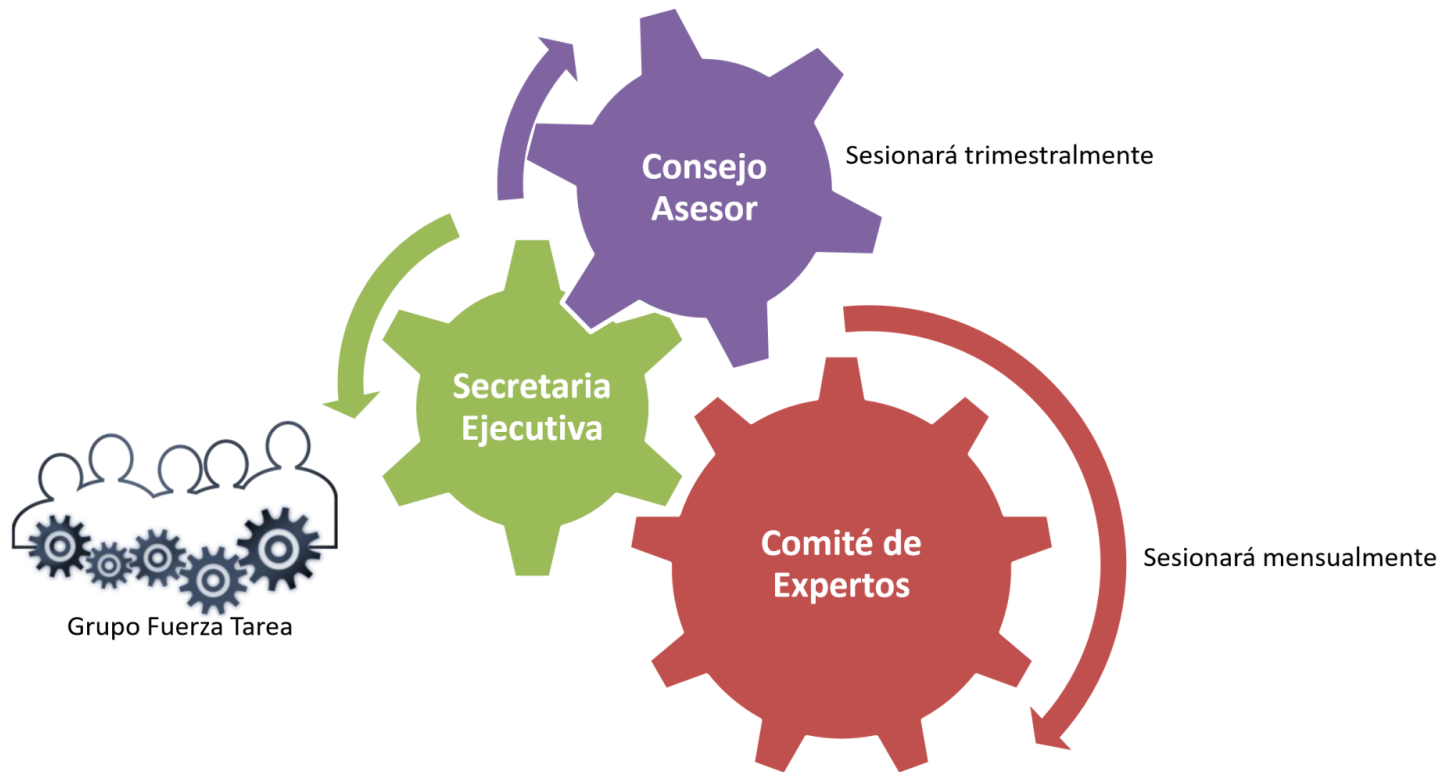 Consejo
Asesor
Sesionará trimestralmente
Secretaria
Ejecutiva
Comité de
Expertos
Sesionará mensualmente
Grupo Fuerza Tarea